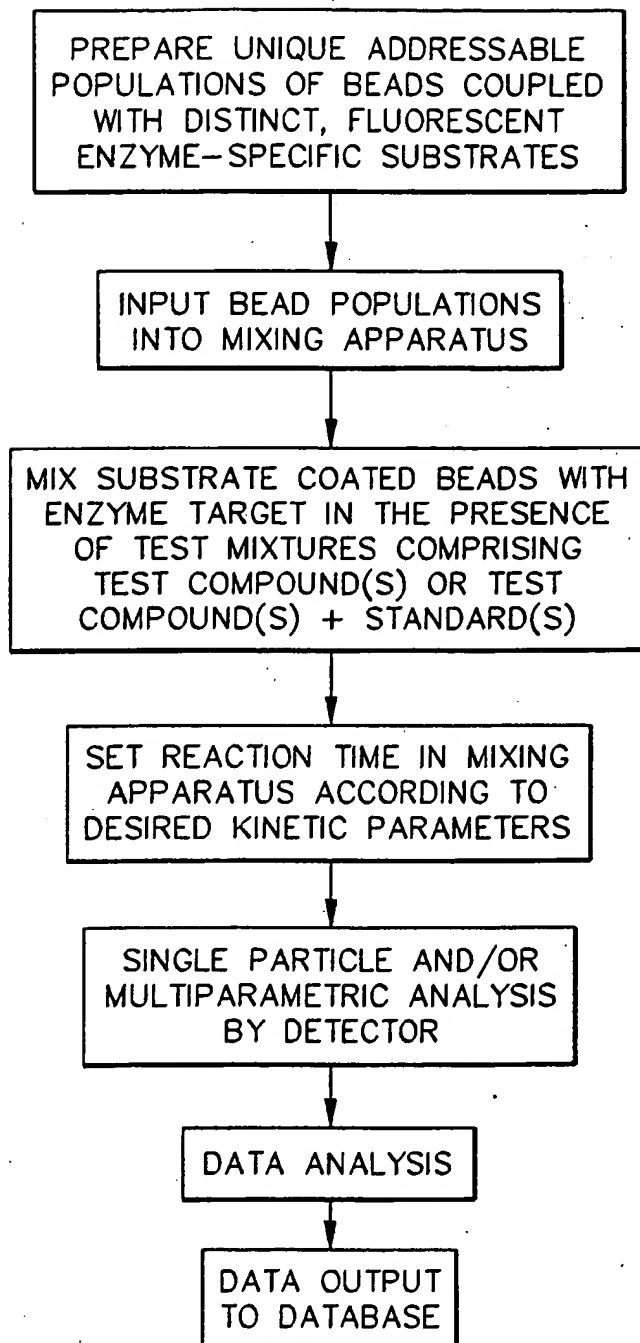 PREPARE UNIQUE ADDRESSABLE
POPULATIONS OF BEADS COUPLED
WITH DISTINCT, FLUORESCENT
ENZYME-SPECIFIC SUBSTRATES
INPUT BEAD POPULATIONS
INTO MIXING APPARATUS
MIX SUBSTRATE COATED BEADS WITH
ENZYME TARGET IN THE PRESENCE
OF TEST MIXTURES COMPRISING
TEST COMPOUND(S) OR TEST
COMPOUND(S) + STANDARD(S)
SET REACTION TIME IN MIXING
APPARATUS ACCORDING TO
DESIRED KINETIC PARAMETERS
SINGLE PARTICLE AND/OR
MULTIPARAMETRIC ANALYSIS
BY DETECTOR
DATA ANALYSIS
DATA OUTPUT
TO DATABASE